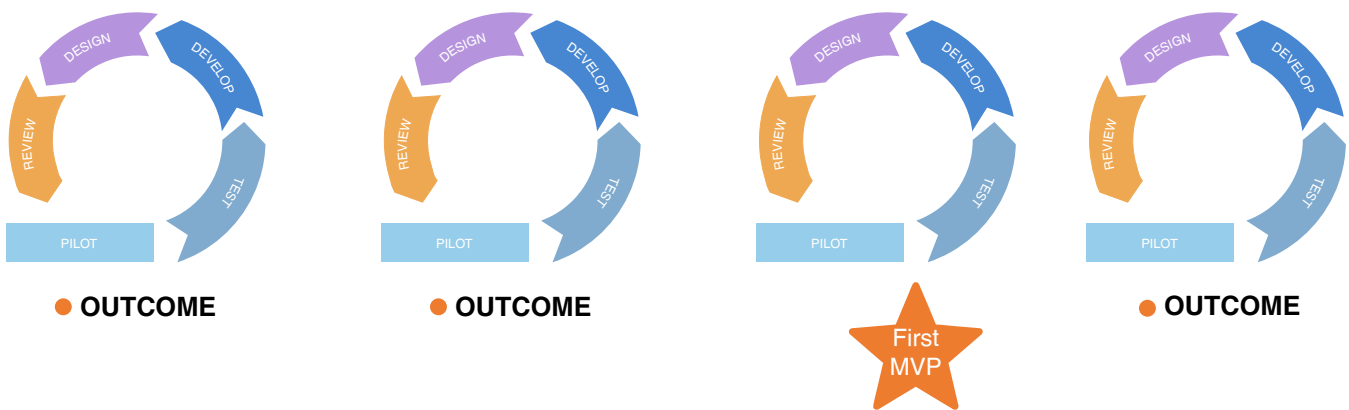 DESIGN
DEVELOP
REVIEW
TEST
PILOT
OUTCOME
DESIGN
DEVELOP
REVIEW
TEST
PILOT
OUTCOME
DESIGN
DEVELOP
REVIEW
TEST
PILOT
First
MVP
DESIGN
DEVELOP
REVIEW
TEST
PILOT
OUTCOME